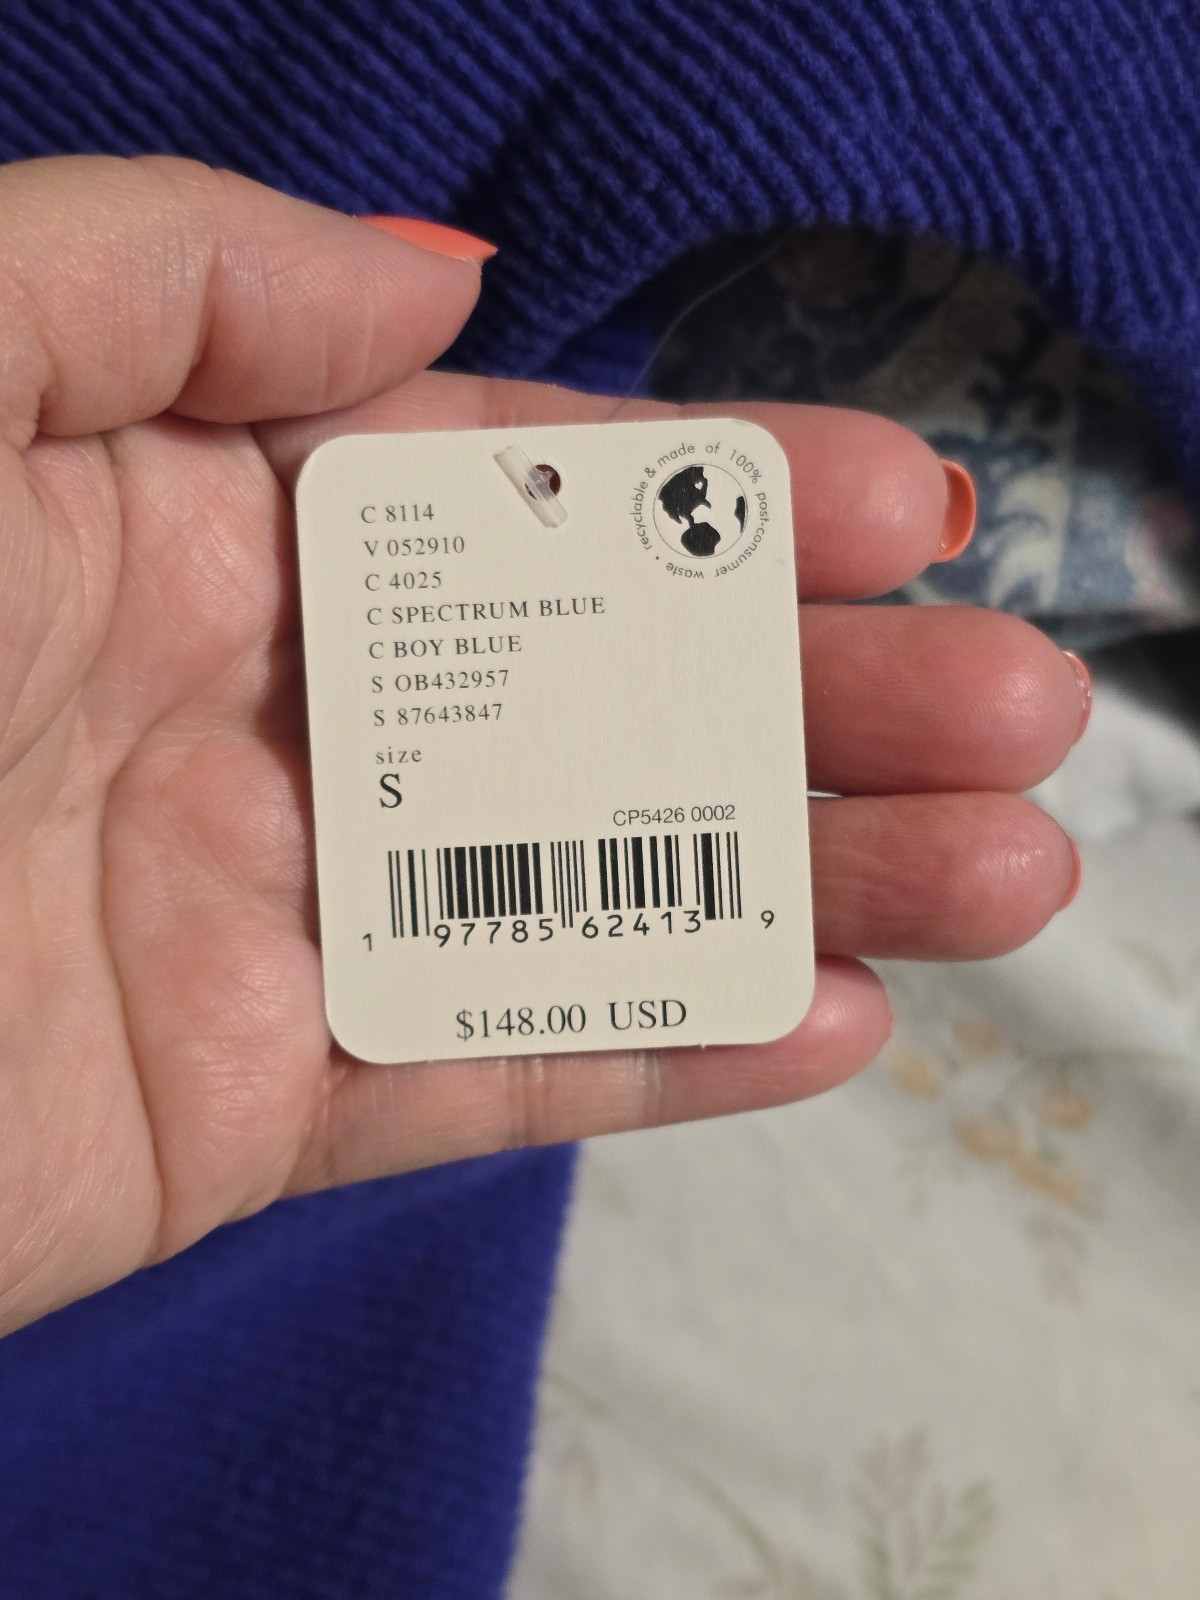 C 8114
V 052910
C 4025
C SPECTRUM BLUE
C BOY BLUE
S OB432957
S 87643847
size
S
recyclable & made of 100% post-consumer waste •
CP5426 0002
1 97785 62413 9
$148.00 USD